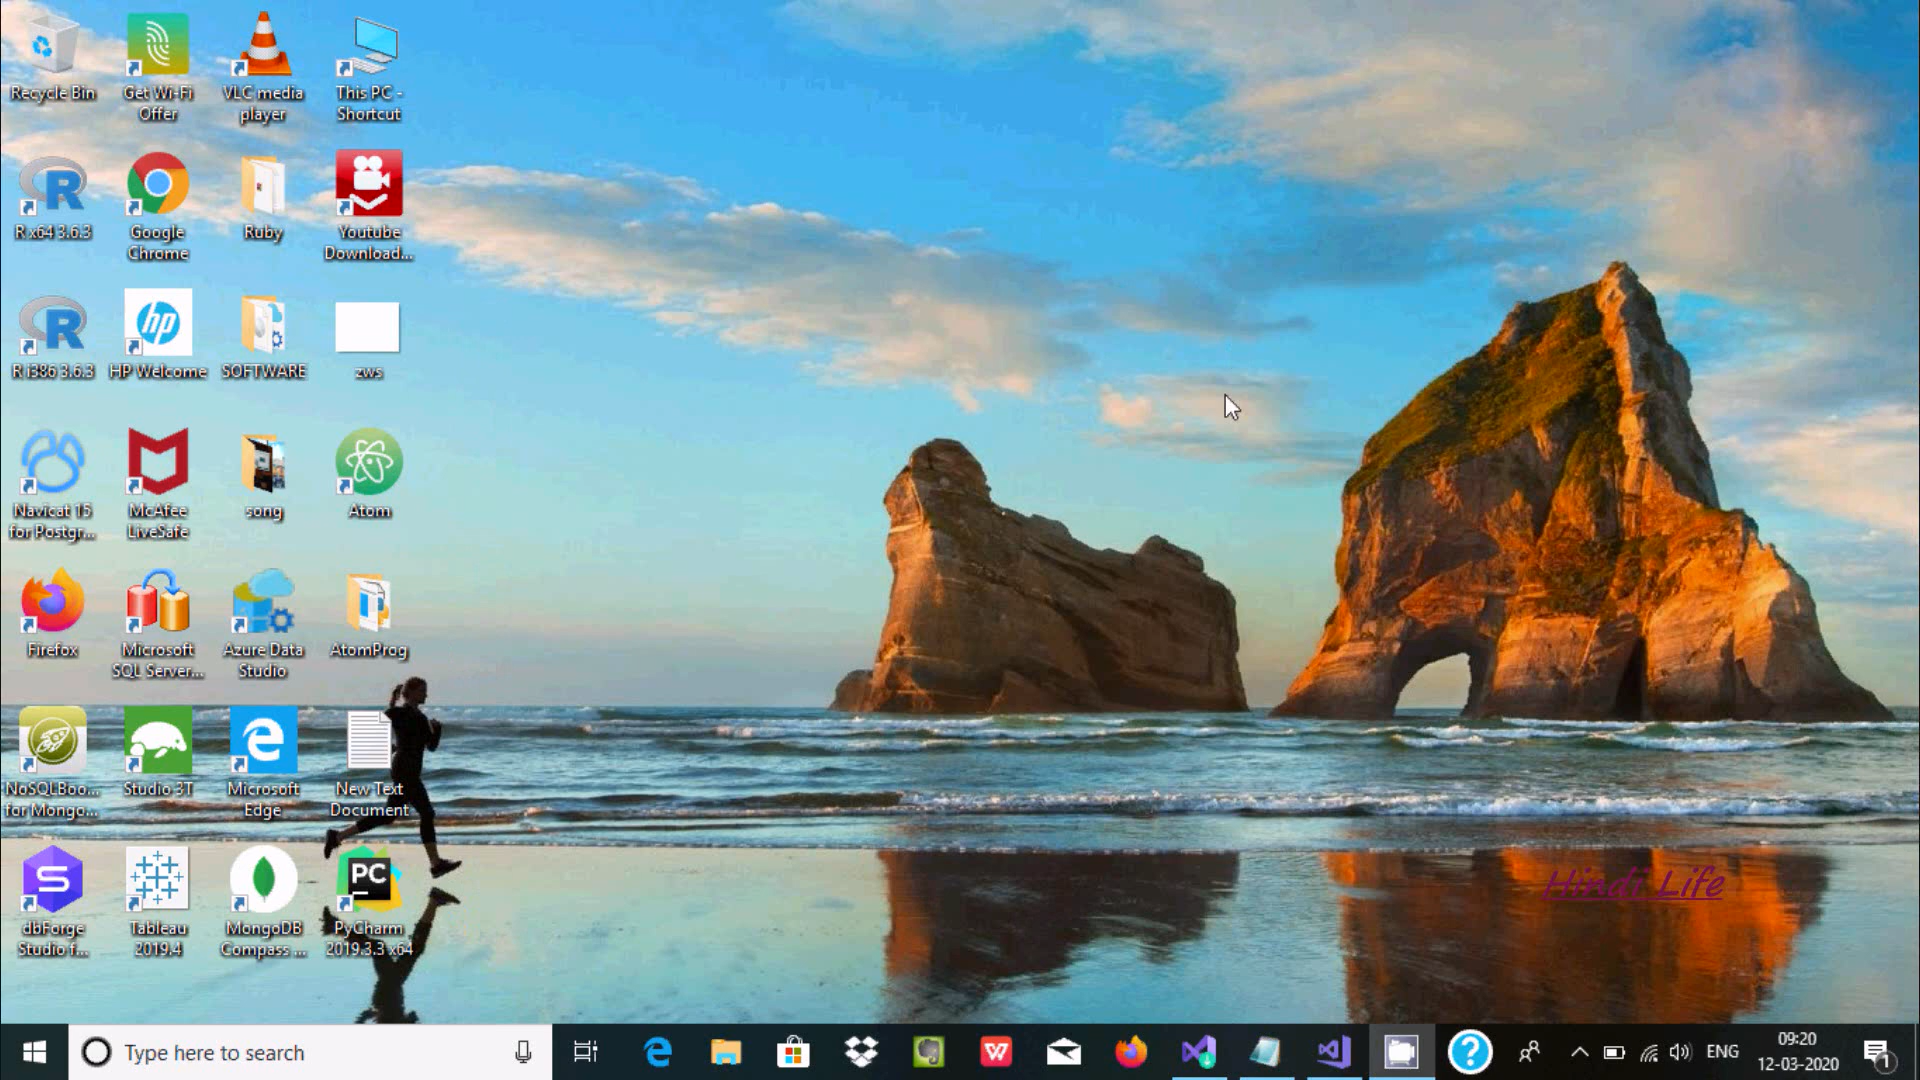 Recycle Bin
Get Wi-Fi
Offer
VLC media
player
This PC -
Shortcut
R x64 3.6.3
Google
Chrome
Ruby
Youtube
Download...
R i386 3.6.3
HP Welcome
SOFTWARE
zws
Navicat 15
for Postgr...
McAfee
LiveSafe
song
Atom
Firefox
Microsoft
SQL Server...
Azure Data
Studio
AtomProg
NoSQLBoo...
for Mongo...
Studio 3T
Microsoft
Edge
New Text
Document
dbForge
Studio f...
Tableau
2019.4
MongoDB
Compass ...
PC
PyCharm
2019.3.3 x64
Hindi Life
Type here to search
ENG
09:20
12-03-2020
1